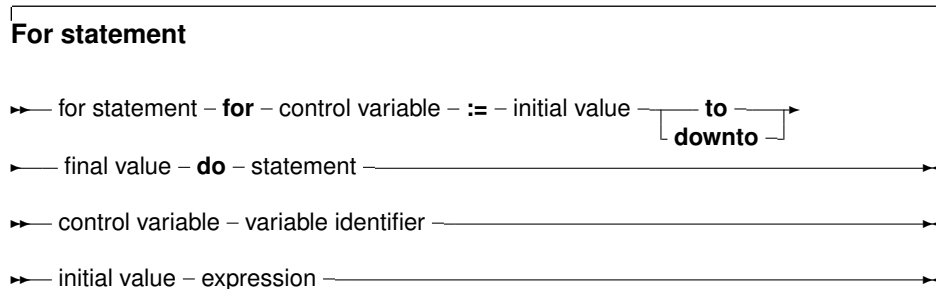 For statement
for statement – for – control variable – := – initial value – to –
downto –
final value – do – statement –
control variable – variable identifier –
initial value – expression –